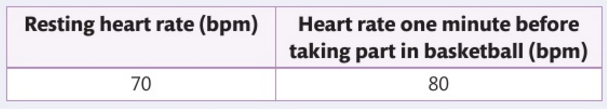 Resting heart rate (bpm)
Heart rate one minute before
taking part in basketball (bpm)
70
80